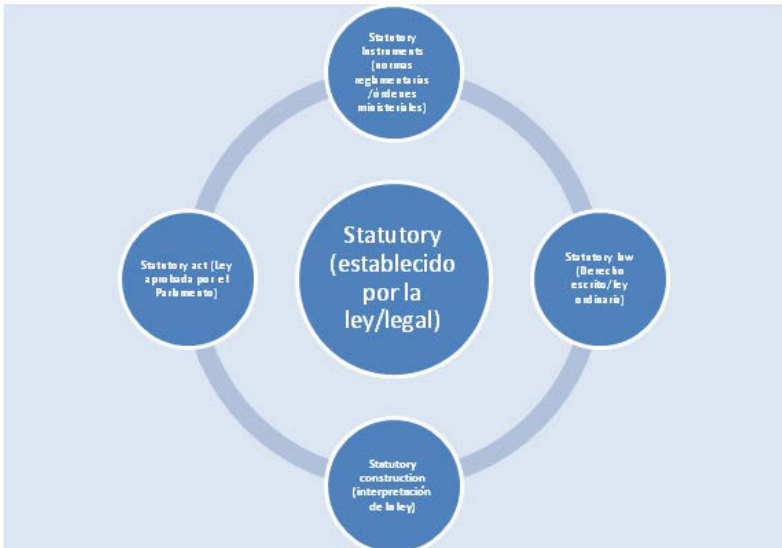 Statutory
Instruments
(normas
reglamentarias
/órdenes
ministeriales)
Statutory act (Ley
aprobada por el
Parlamento)
Statutory
(establecido
por la
ley/legal)
Statutory law
(Derecho
escrito/ley
ordinaria)
Statutory
construction
(interpretación
de la ley)